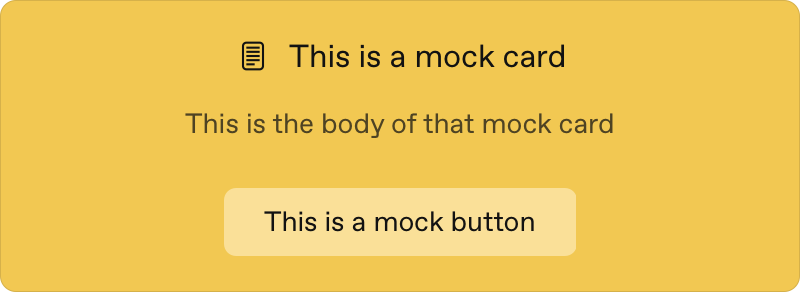 This is a mock card
This is the body of that mock card
This is a mock button